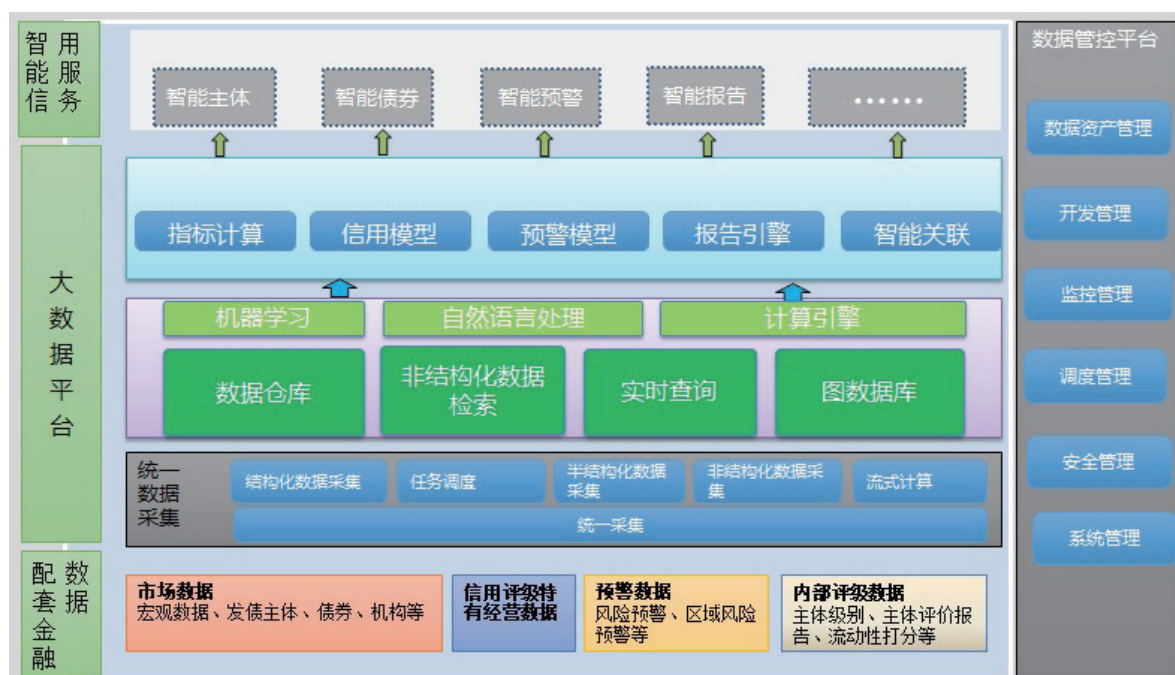 智能信
用服务
智能主体
智能债券
智能预警
智能报告
......
大数据平台
指标计算
信用模型
预警模型
报告引擎
智能关联
机器学习
自然语言处理
计算引擎
数据仓库
非结构化数据
检索
实时查询
图数据库
统一
数据
采集
结构化数据采集
任务调度
半结构化数据
采集
非结构化数据采
集
流式计算
统一采集
配套金融
数据
市场数据
宏观数据、发债主体、债券、机构等
信用评级特
有经营数据
预警数据
风险预警、区域风险
预警等
内部评级数据
主体级别、主体评价报
告、流动性打分等
数据管控平台
数据资产管理
开发管理
监控管理
调度管理
安全管理
系统管理